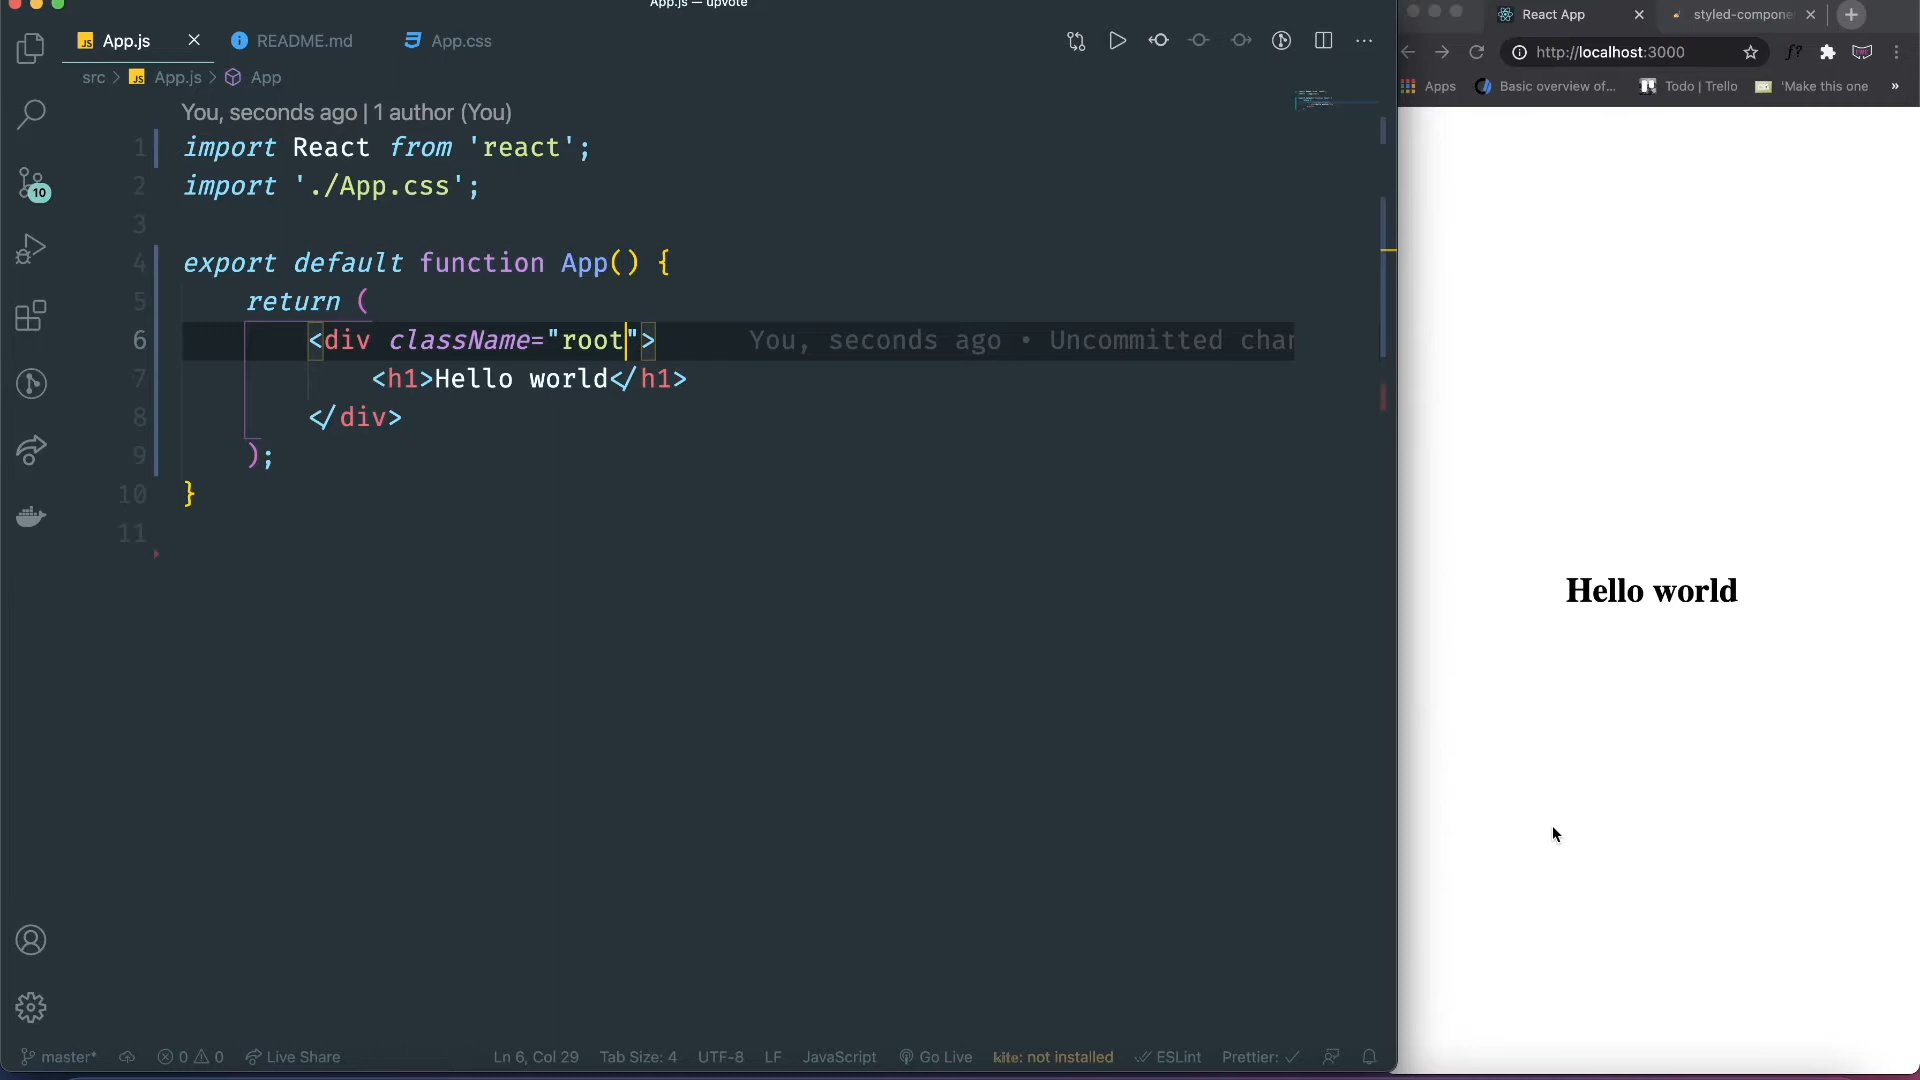 App.js — upvote
App.js
README.md
App.css
src > App.js > App
You, seconds ago | 1 author (You)
1 import React from 'react';
2 import './App.css';
3
4 export default function App() {
5 return (
6 <div className="root"> You, seconds ago • Uncommitted char
7 <h1>Hello world</h1>
8 </div>
9 );
10 }
11
10
master*
0
0
Live Share
Ln 6, Col 29
Tab Size: 4
UTF-8
LF
JavaScript
Go Live
kite: not installed
ESLint
Prettier:
React App
styled-compone
http://localhost:3000
f?
Apps
Basic overview of...
Todo | Trello
'Make this one
»
Hello world